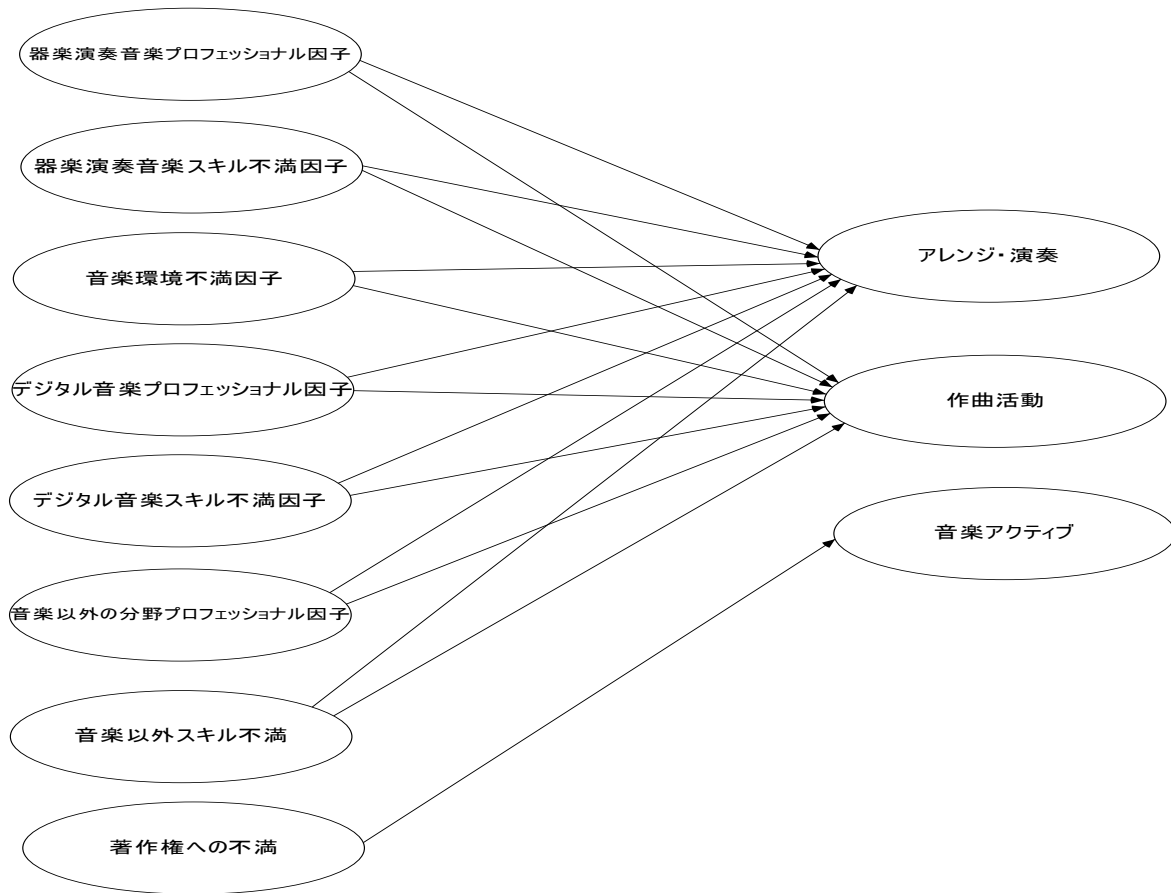 器楽演奏音楽プロフェッショナル因子
器楽演奏音楽スキル不満因子
音楽環境不満因子
デジタル音楽プロフェッショナル因子
デジタル音楽スキル不満因子
音楽以外の分野プロフェッショナル因子
音楽以外スキル不満
著作権への不満
アレンジ・演奏
作曲活動
音楽アクティブ